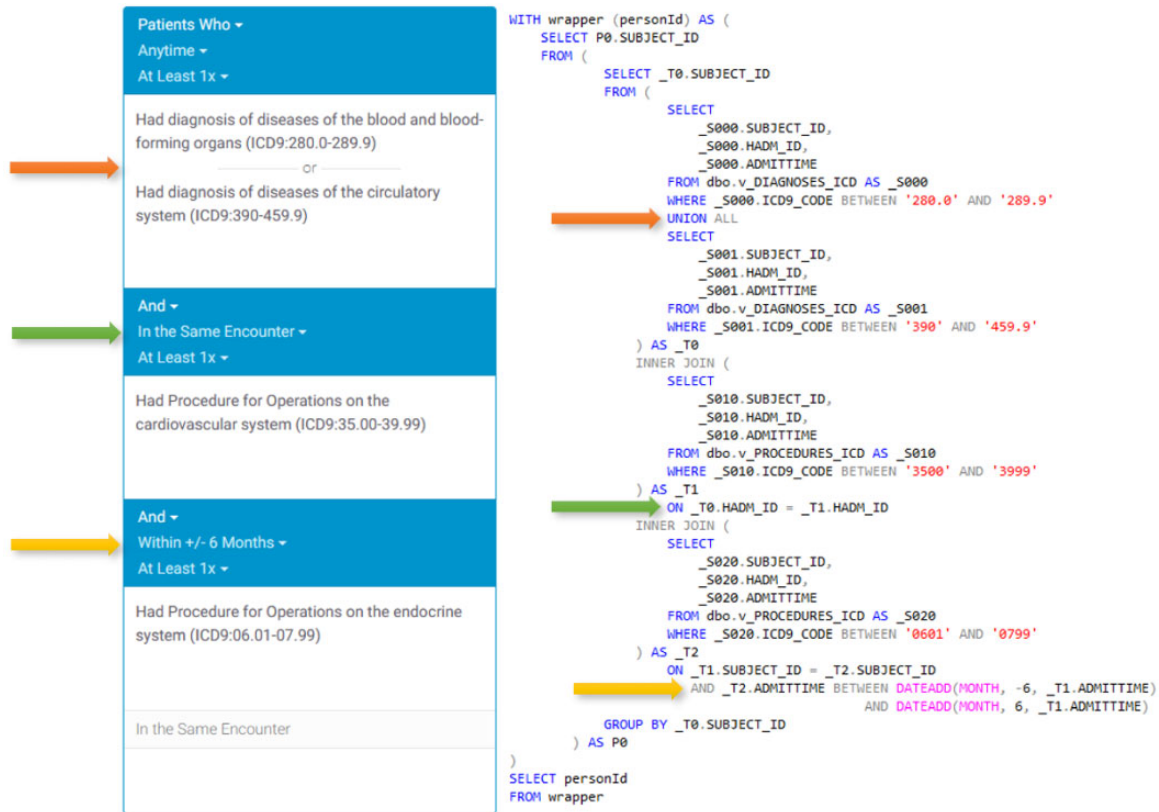 Patients Who
Anytime
At Least 1x
Had diagnosis of diseases of the blood and blood-
forming organs (ICD9:280.0-289.9)
or
Had diagnosis of diseases of the circulatory
system (ICD9:390-459.9)
And
In the Same Encounter
At Least 1x
Had Procedure for Operations on the
cardiovascular system (ICD9:35.00-39.99)
And
Within +/- 6 Months
At Least 1x
Had Procedure for Operations on the endocrine
system (ICD9:06.01-07.99)
In the Same Encounter
WITH wrapper (personId) AS (
SELECT P0.SUBJECT_ID
FROM (
SELECT _T0.SUBJECT_ID
FROM (
SELECT
_S000.SUBJECT_ID,
_S000.HADM_ID,
_S000.ADMITTIME
FROM dbo.v_DIAGNOSES_ICD AS _S000
WHERE _S000.ICD9_CODE BETWEEN '280.0' AND '289.9'
UNION ALL
SELECT
_S001.SUBJECT_ID,
_S001.HADM_ID,
_S001.ADMITTIME
FROM dbo.v_DIAGNOSES_ICD AS _S001
WHERE _S001.ICD9_CODE BETWEEN '390' AND '459.9'
) AS _T0
INNER JOIN (
SELECT
_S010.SUBJECT_ID,
_S010.HADM_ID,
_S010.ADMITTIME
FROM dbo.v_PROCEDURES_ICD AS _S010
WHERE _S010.ICD9_CODE BETWEEN '3500' AND '3999'
) AS _T1
ON _T0.HADM_ID = _T1.HADM_ID
INNER JOIN (
SELECT
_S020.SUBJECT_ID,
_S020.HADM_ID,
_S020.ADMITTIME
FROM dbo.v_PROCEDURES_ICD AS _S020
WHERE _S020.ICD9_CODE BETWEEN '0601' AND '0799'
) AS _T2
ON _T1.SUBJECT_ID = _T2.SUBJECT_ID
AND _T2.ADMITTIME BETWEEN DATEADD(MONTH, -6, _T1.ADMITTIME)
AND DATEADD(MONTH, 6, _T1.ADMITTIME)
GROUP BY _T0.SUBJECT_ID
) AS P0
)
SELECT personId
FROM wrapper